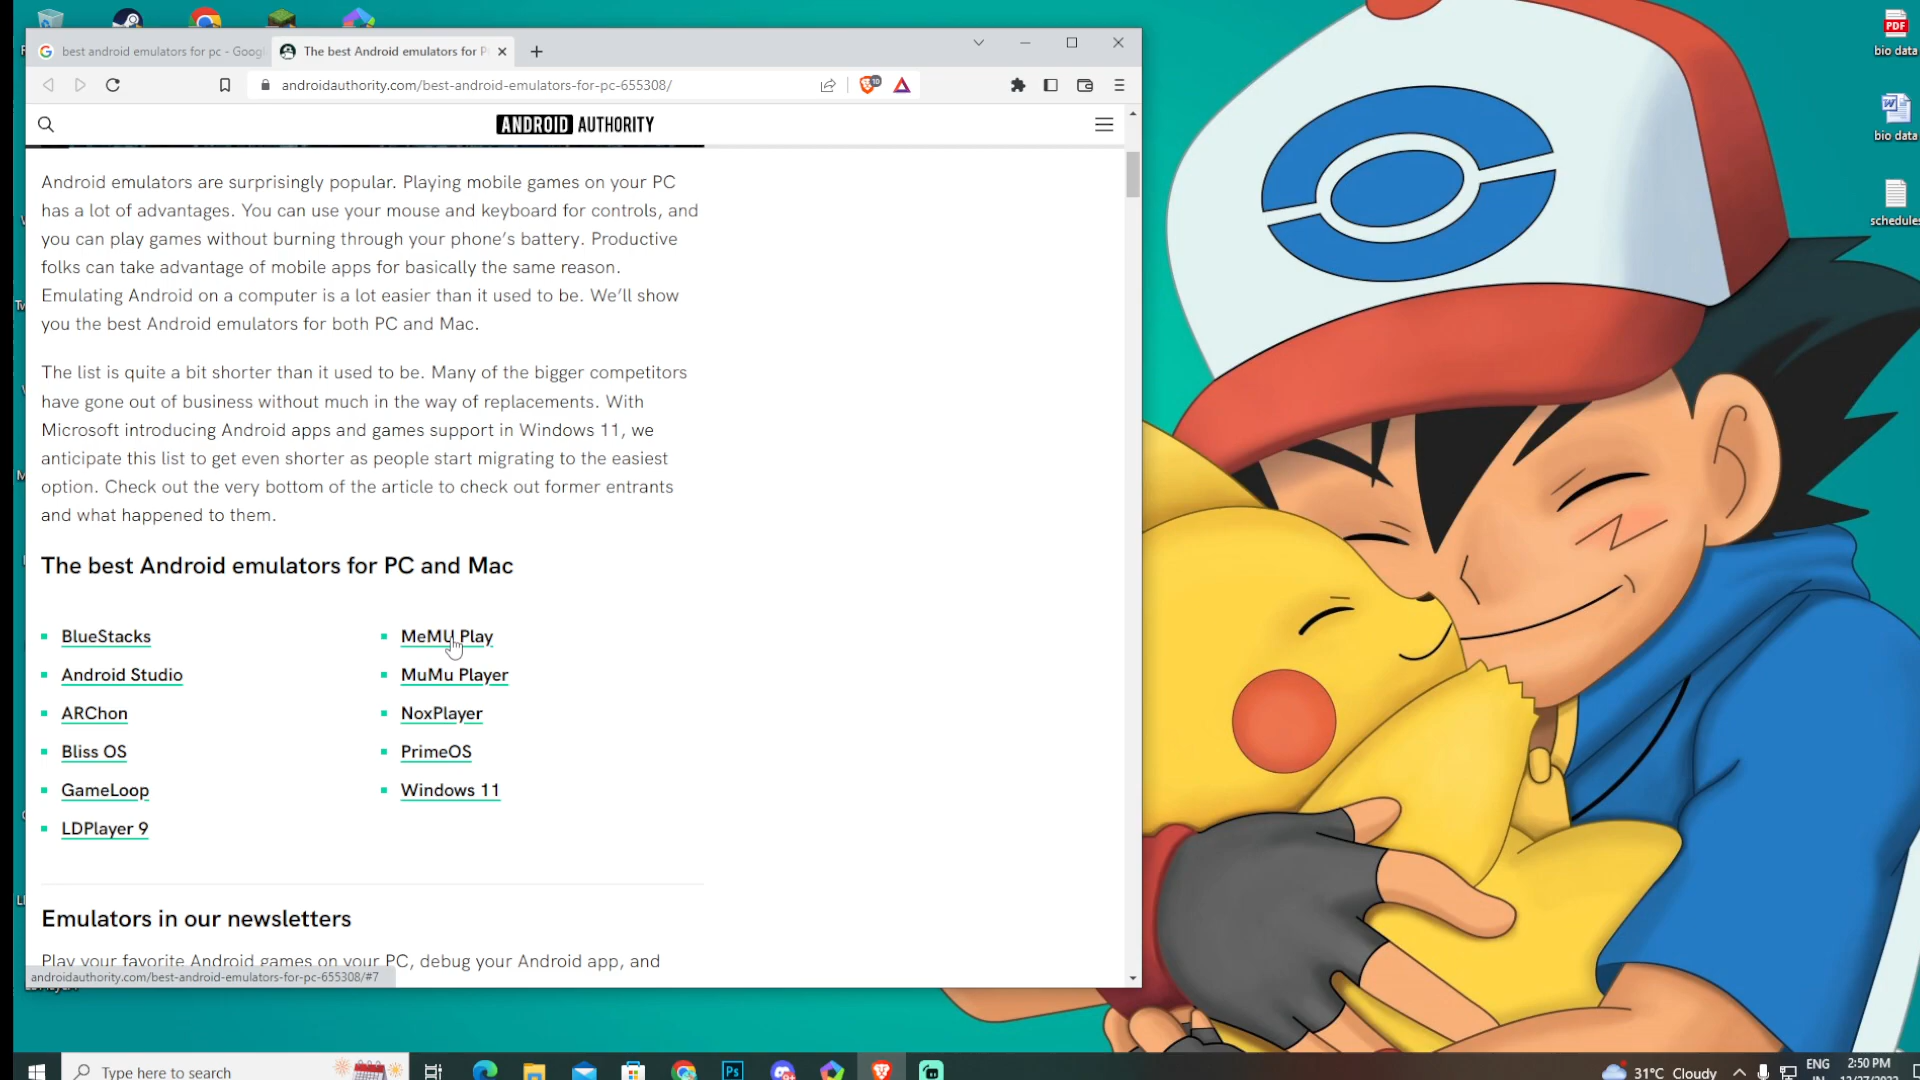 best android emulators for pc - Goog
The best Android emulators for P
androidauthority.com/best-android-emulators-for-pc-655308/
10
ANDROID AUTHORITY
Android emulators are surprisingly popular. Playing mobile games on your PC
has a lot of advantages. You can use your mouse and keyboard for controls, and
you can play games without burning through your phone's battery. Productive
folks can take advantage of mobile apps for basically the same reason.
Emulating Android on a computer is a lot easier than it used to be. We'll show
you the best Android emulators for both PC and Mac.
The list is quite a bit shorter than it used to be. Many of the bigger competitors
have gone out of business without much in the way of replacements. With
Microsoft introducing Android apps and games support in Windows 11, we
anticipate this list to get even shorter as people start migrating to the easiest
option. Check out the very bottom of the article to check out former entrants
and what happened to them.
The best Android emulators for PC and Mac
BlueStacks
Android Studio
ARChon
Bliss OS
GameLoop
LDPlayer 9
MeMU Play
MuMu Player
NoxPlayer
PrimeOS
Windows 11
Emulators in our newsletters
Play your favorite Android games on your PC, debug your Android app, and
androidauthority.com/best-android-emulators-for-pc-655308/#7
PDF
bio data
bio data
schedules
Type here to search
Ps
31°C Cloudy
ENG
2:50 PM